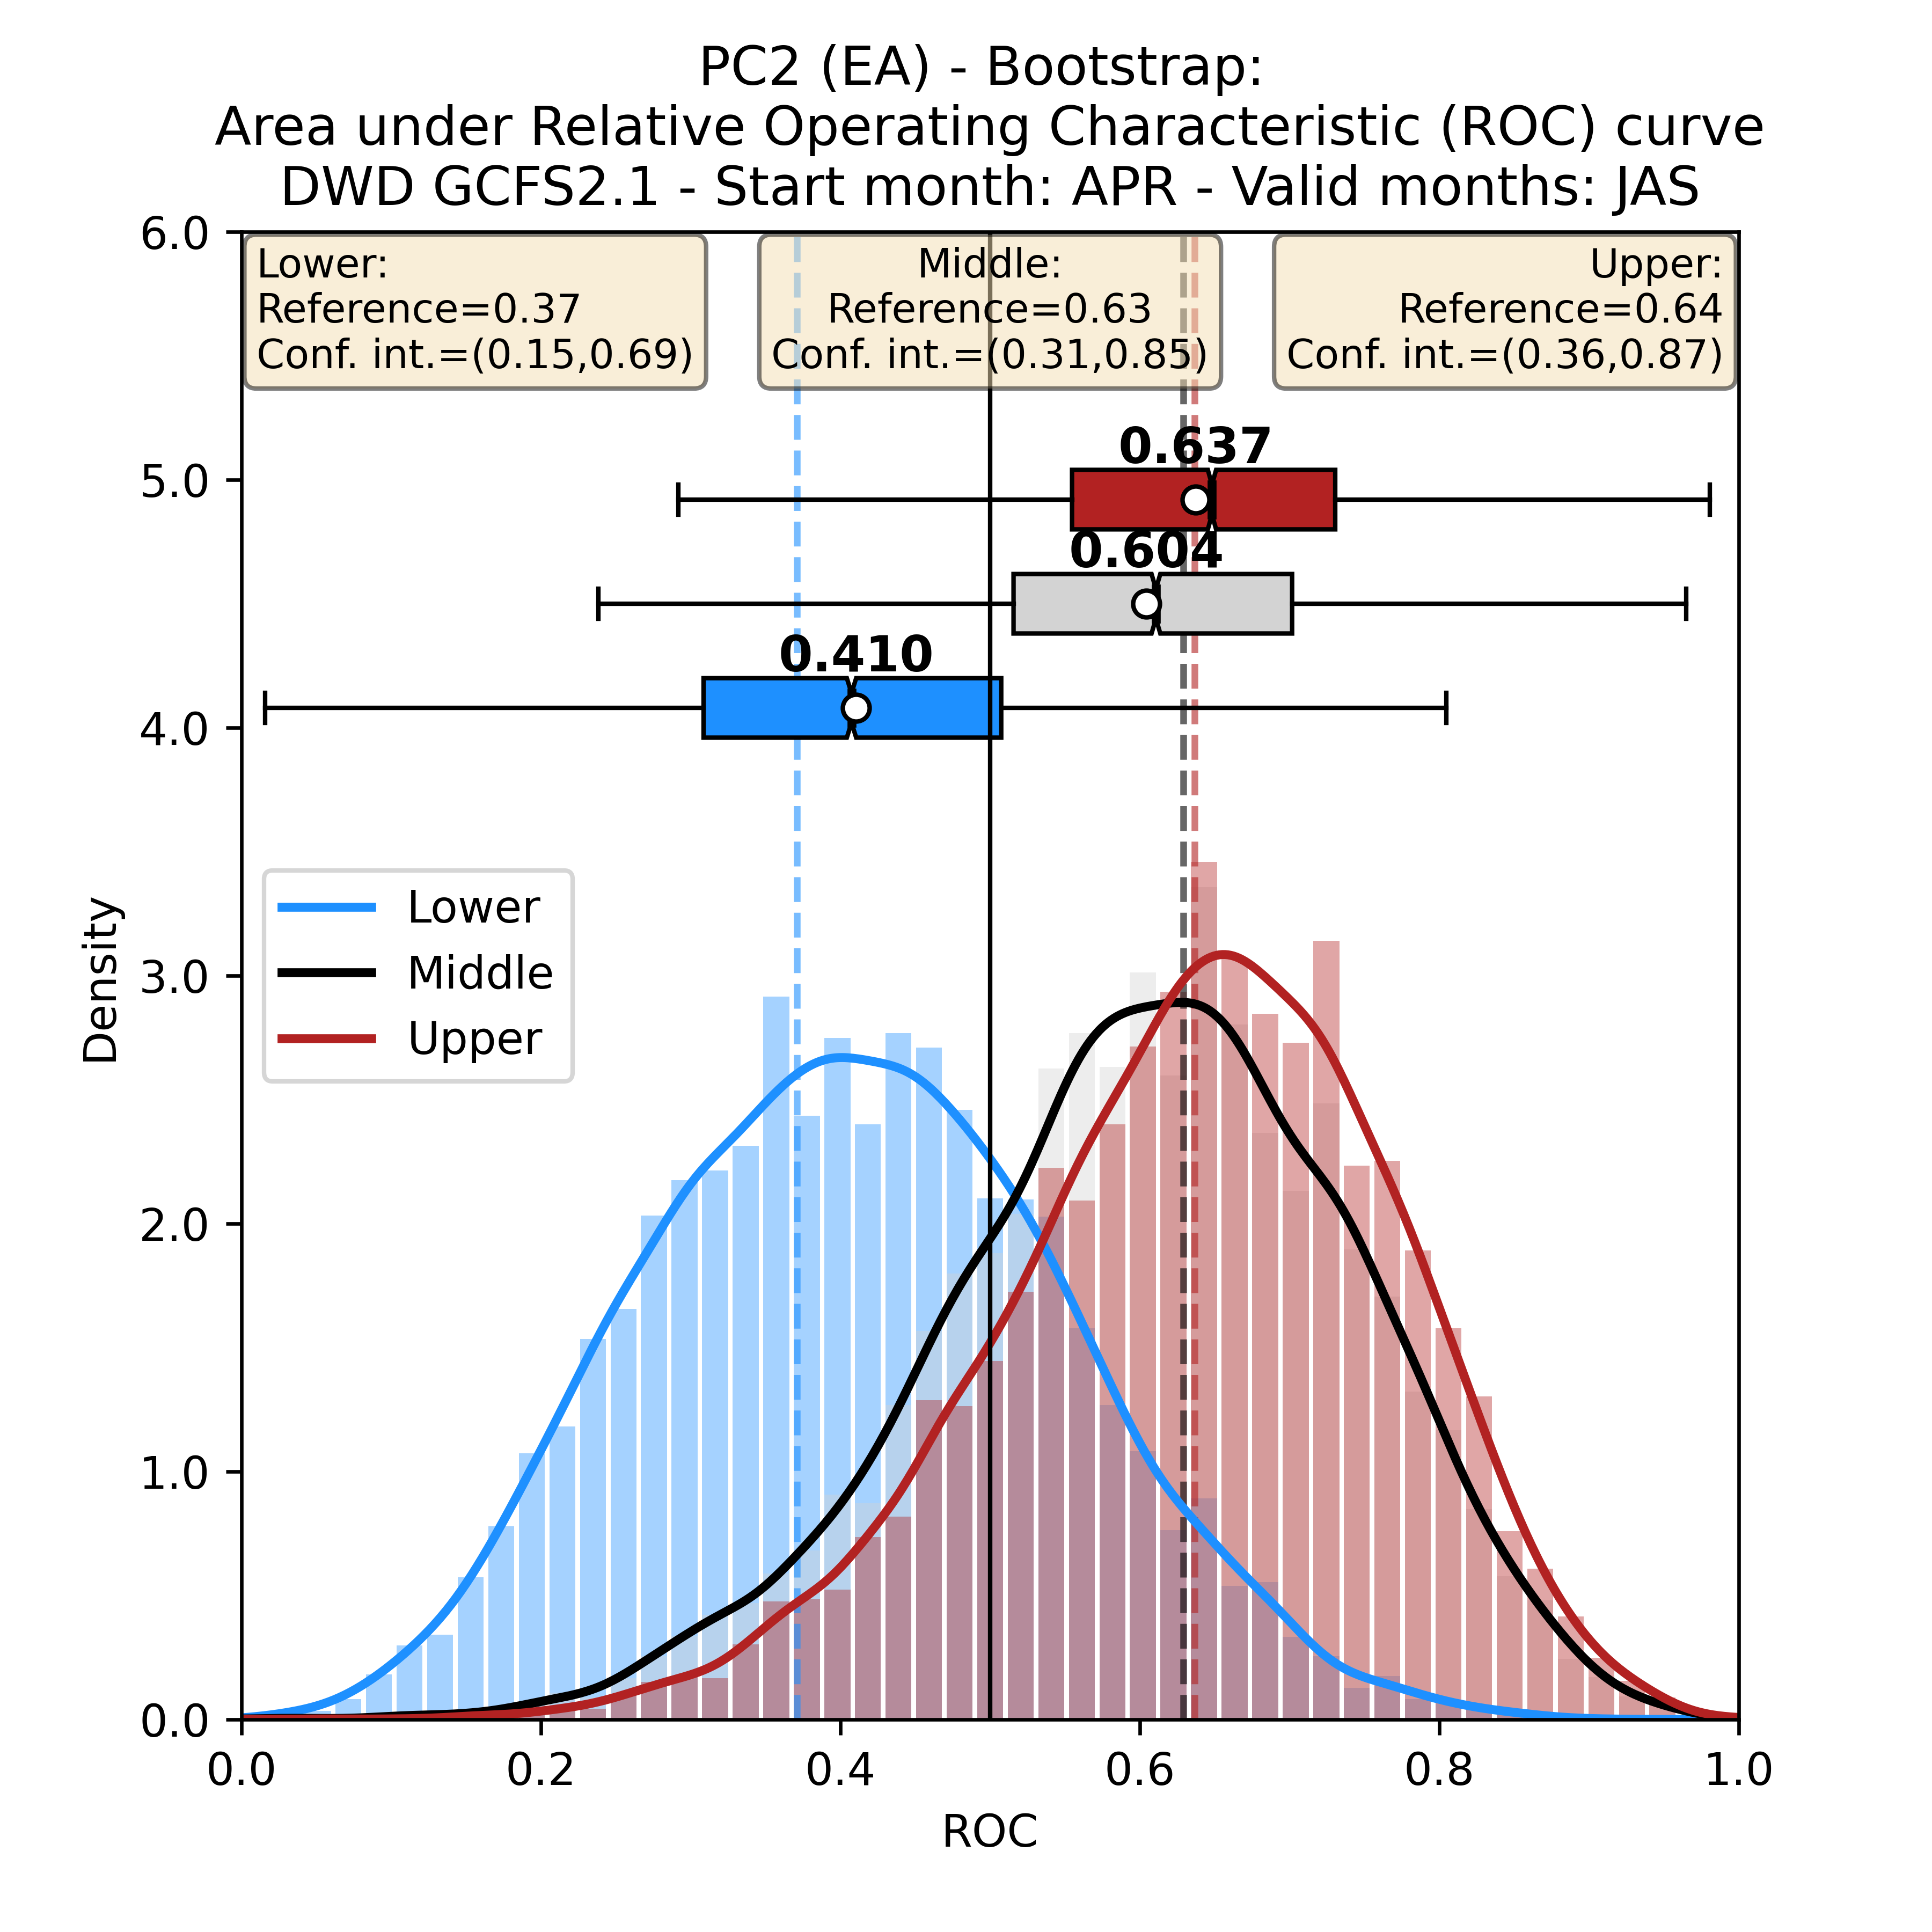 PC2 (EA) - Bootstrap:
Area under Relative Operating Characteristic (ROC) curve
DWD GCFS2.1 - Start month: APR - Valid months: JAS
Lower:
Reference=0.37
Conf. int.=(0.15,0.69)
Middle:
Reference=0.63
Conf. int.=(0.31,0.85)
Upper:
Reference=0.64
Conf. int.=(0.36,0.87)
0.637
0.604
0.410
Lower
Middle
Upper
Density
6.0
5.0
4.0
3.0
2.0
1.0
0.0
0.0 0.2 0.4 0.6 0.8 1.0
ROC